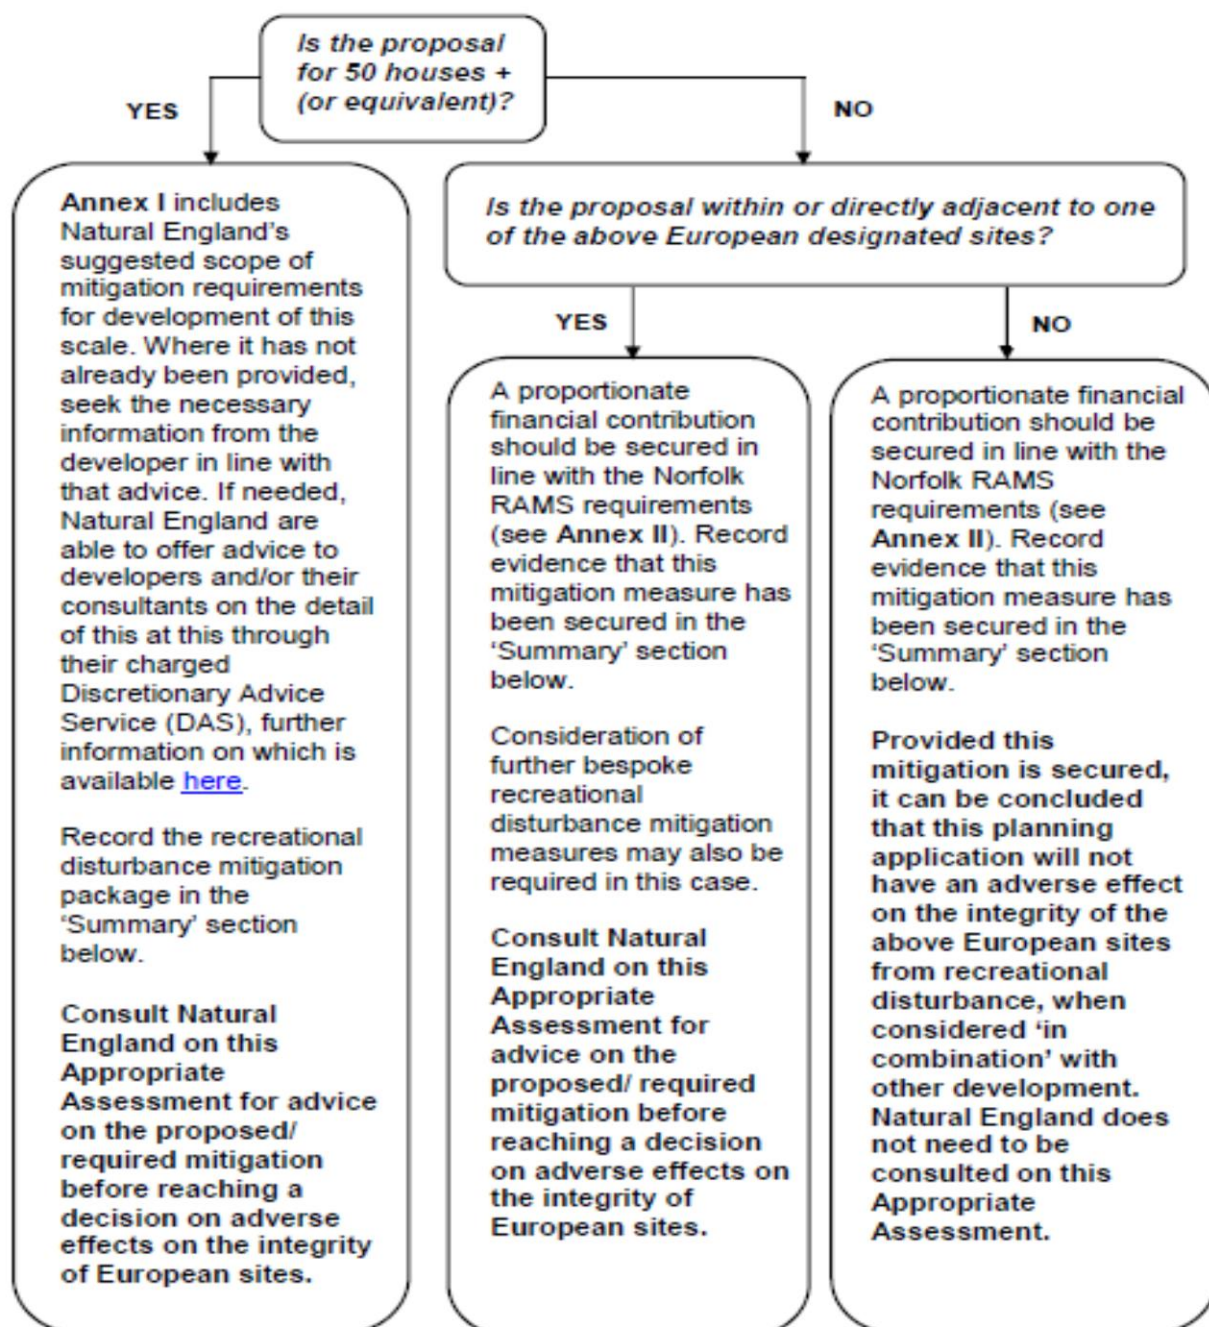 Is the proposal
for 50 houses +
(or equivalent)?
YES
NO
Annex I includes
Natural England's
suggested scope of
mitigation requirements
for development of this
scale. Where it has not
already been provided,
seek the necessary
information from the
developer in line with
that advice. If needed,
Natural England are
able to offer advice to
developers and/or their
consultants on the detail
of this at this through
their charged
Discretionary Advice
Service (DAS), further
information on which is
available here.
Record the recreational
disturbance mitigation
package in the
‘Summary’ section
below.
Consult Natural
England on this
Appropriate
Assessment for advice
on the proposed/
required mitigation
before reaching a
decision on adverse
effects on the integrity
of European sites.
Is the proposal within or directly adjacent to one
of the above European designated sites?
YES
NO
A proportionate
financial contribution
should be secured in
line with the Norfolk
RAMS requirements
(see Annex II). Record
evidence that this
mitigation measure has
been secured in the
‘Summary’ section
below.
Consideration of
further bespoke
recreational
disturbance mitigation
measures may also be
required in this case.
Consult Natural
England on this
Appropriate
Assessment for
advice on the
proposed/ required
mitigation before
reaching a decision
on adverse effects on
the integrity of
European sites.
A proportionate financial
contribution should be
secured in line with the
Norfolk RAMS
requirements (see
Annex II). Record
evidence that this
mitigation measure has
been secured in the
‘Summary’ section
below.
Provided this
mitigation is secured,
it can be concluded
that this planning
application will not
have an adverse effect
on the integrity of the
above European sites
from recreational
disturbance, when
considered ‘in
combination’ with
other development.
Natural England does
not need to be
consulted on this
Appropriate
Assessment.